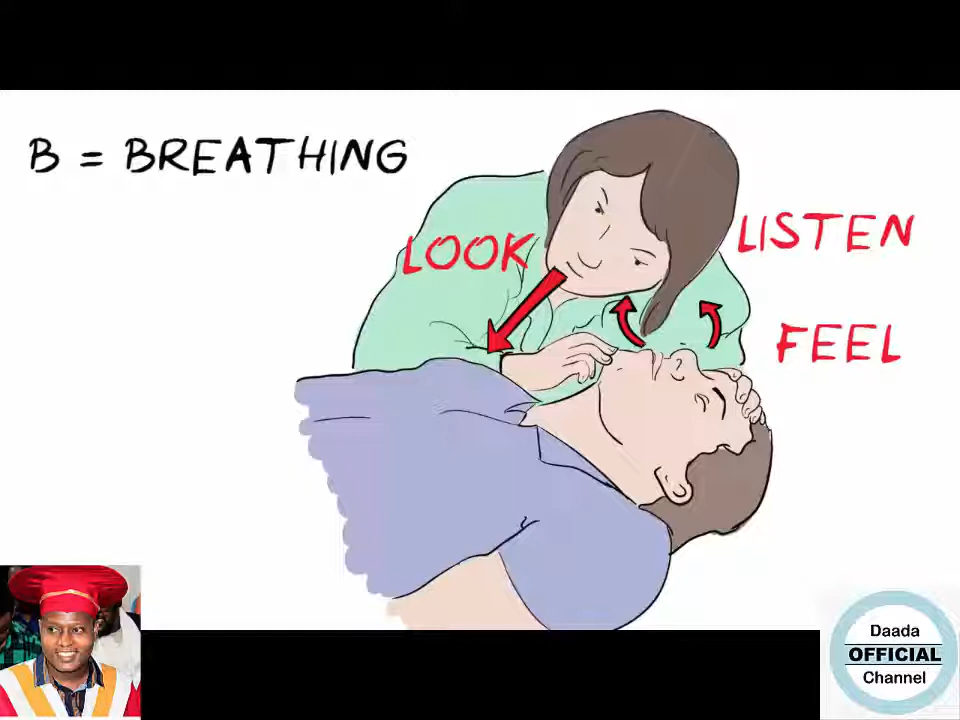 B = BREATHING
LOOK
LISTEN
FEEL
Daada
OFFICIAL
Channel